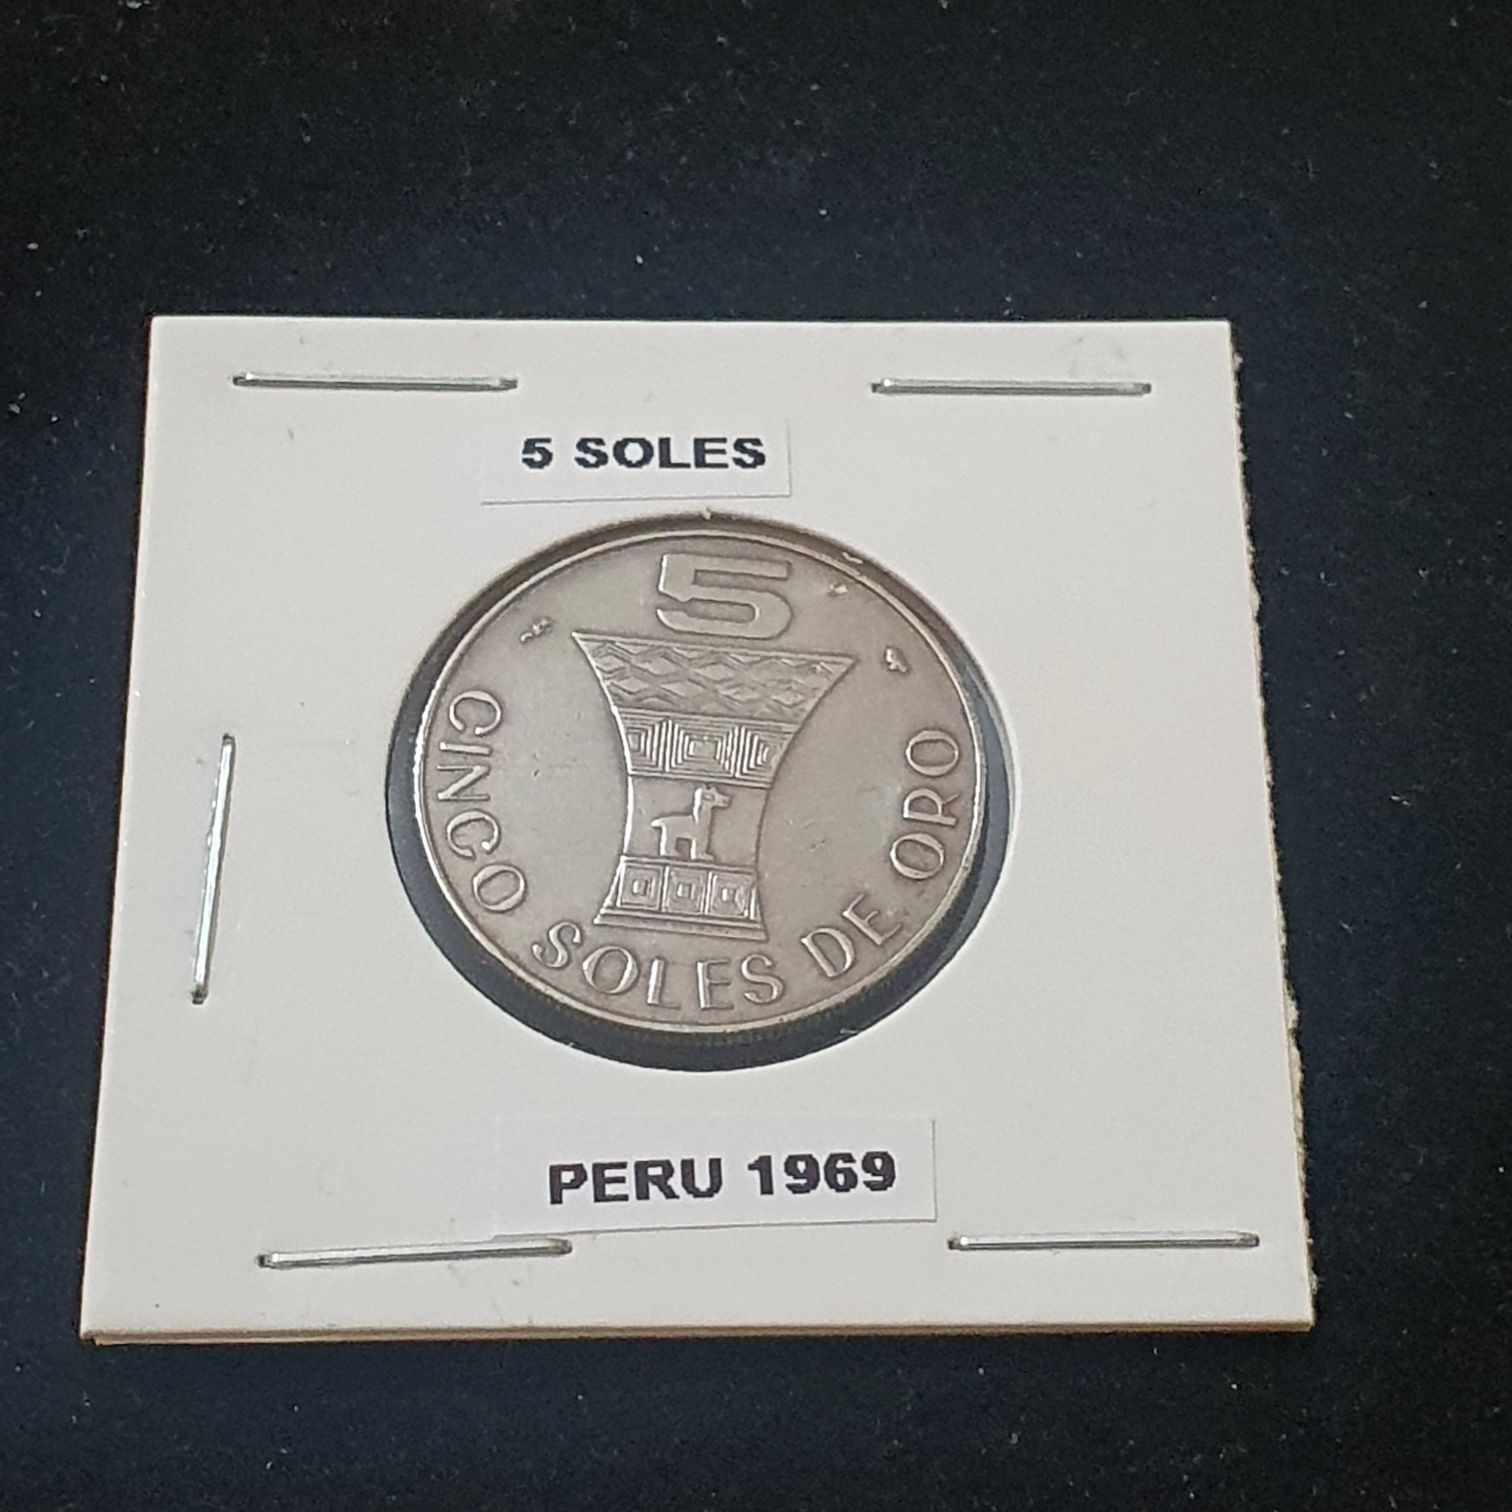 5 SOLES
5
CINCO SOLES DE ORO
PERU 1969